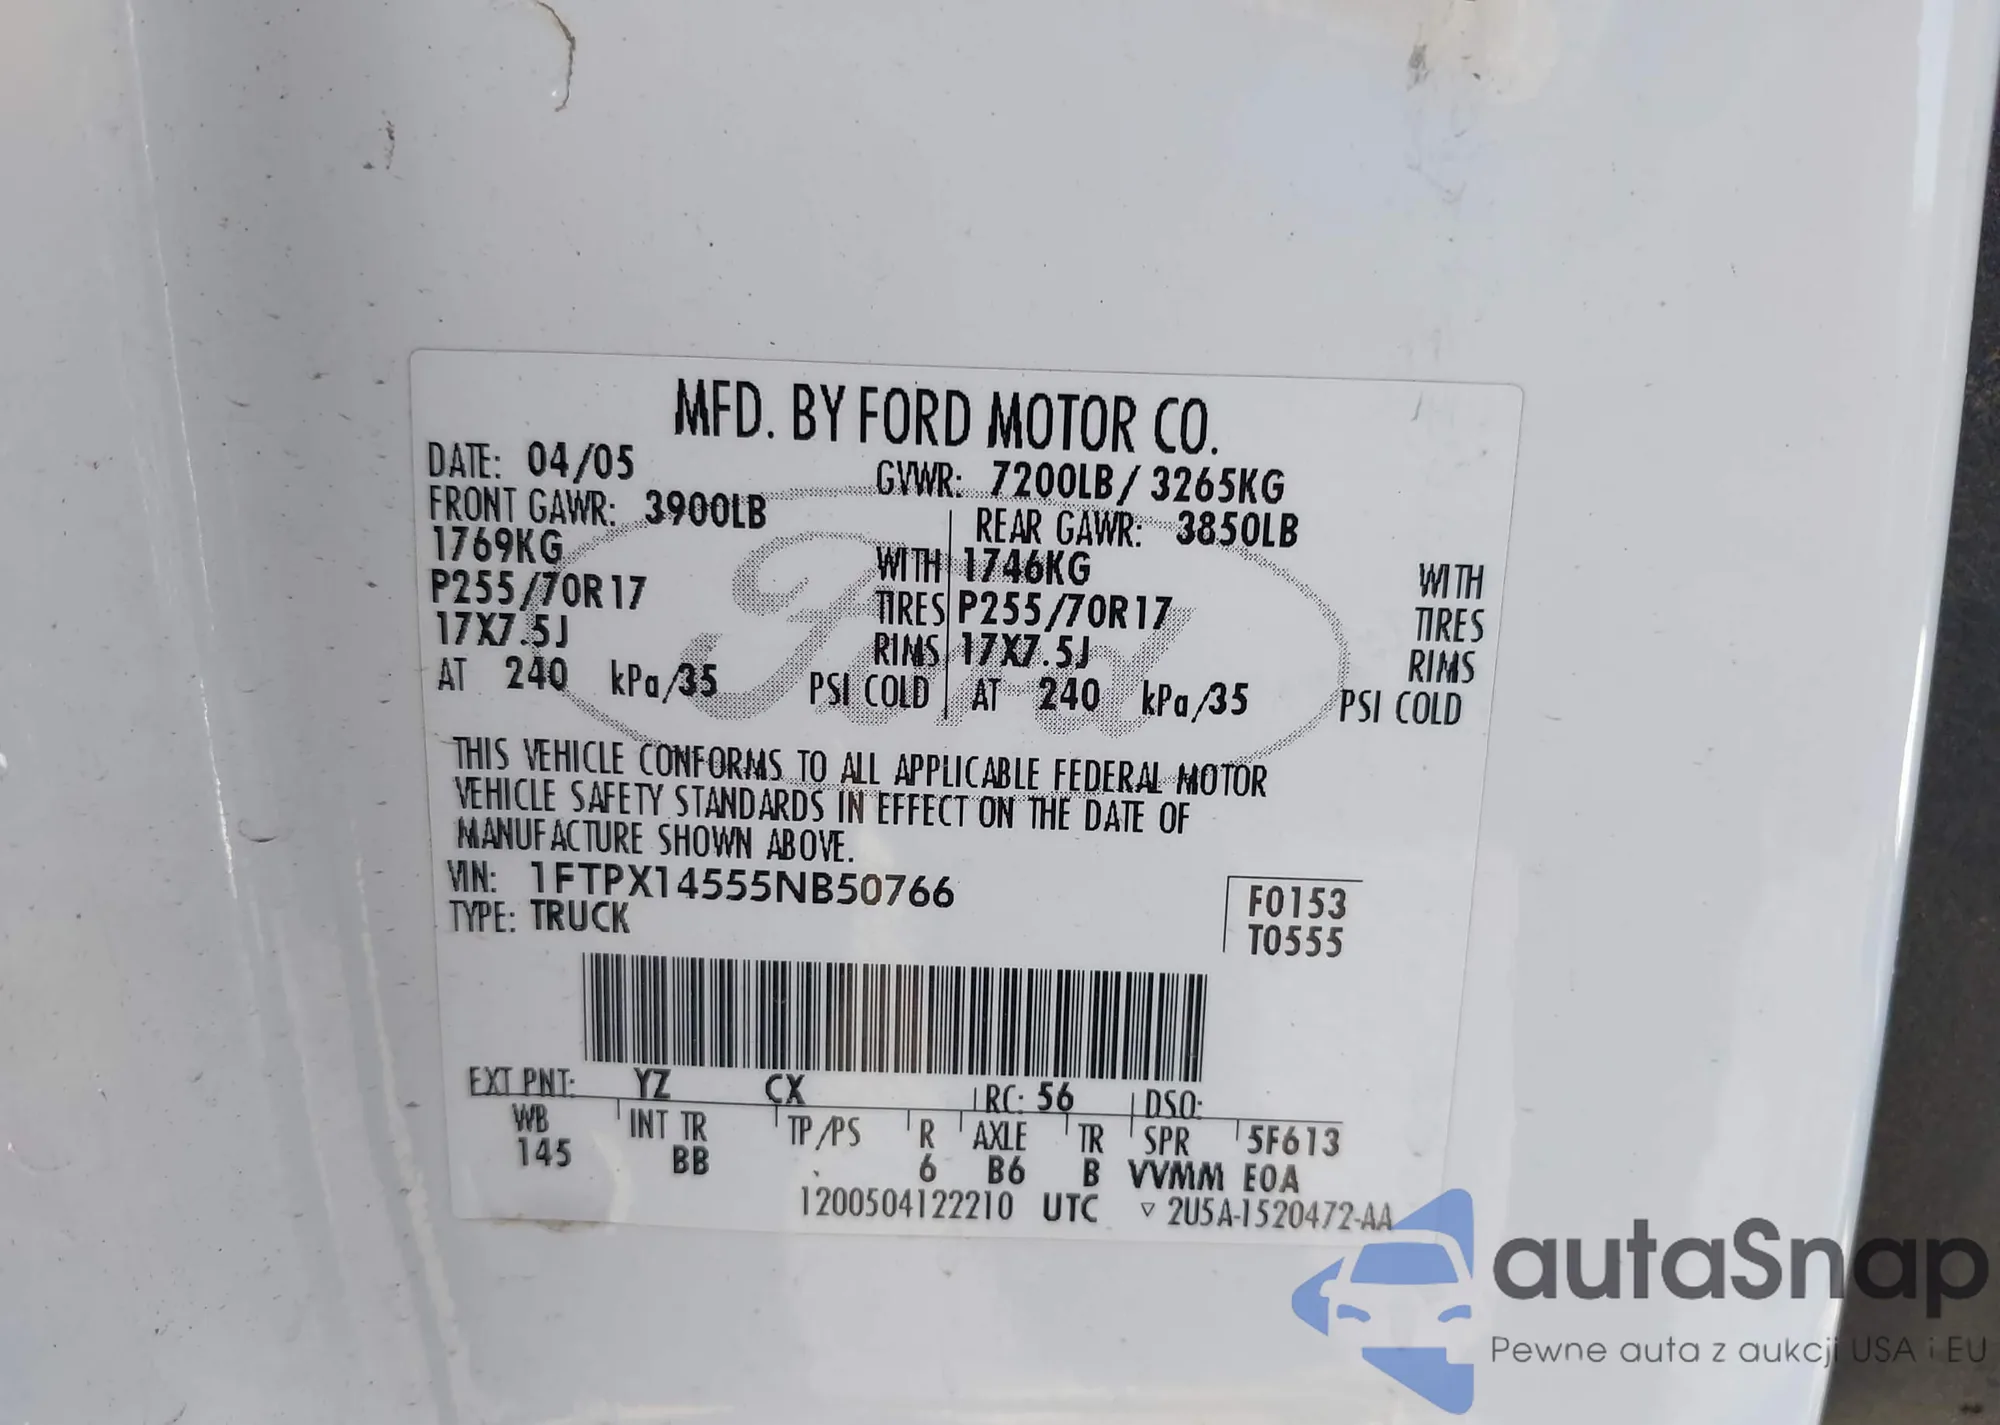 MFD. BY FORD MOTOR CO.
DATE: 04/05 GVWR: 7200LB/ 3265KG
FRONT GAWR: 3900LB REAR GAWR: 3850LB
1769KG WITH 1746KG WITH
P255/70R17 TIRES P255/70R17 TIRES
17X7.5J RIMS 17X7.5J RIMS
AT 240 kPa/35 PSI COLD AT 240 kPa/35 PSI COLD
THIS VEHICLE CONFORMS TO ALL APPLICABLE FEDERAL MOTOR
VEHICLE SAFETY STANDARDS IN EFFECT ON THE DATE OF
MANUFACTURE SHOWN ABOVE.
VIN: 1FTPX14555NB50766 F0153
TYPE: TRUCK T0555
EXT PNT: YZ CX RC: 56 DSO:
WB INT TR TP/PS R AXLE TR SPR 5F613
145 BB 6 B6 B VVMM E0A
1200504122210 UTC ▽ 2U5A-1520472-AA
Ford
autaSnap
Pewne auta z aukcji USA i EU